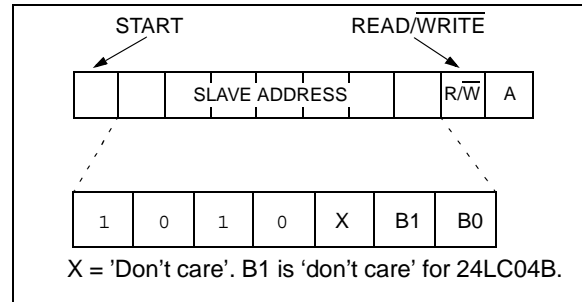 START READ/WRITE
SLAVE ADDRESS R/W A
1 0 1 0 X B1 B0
X = 'Don't care'. B1 is 'don't care' for 24LC04B.